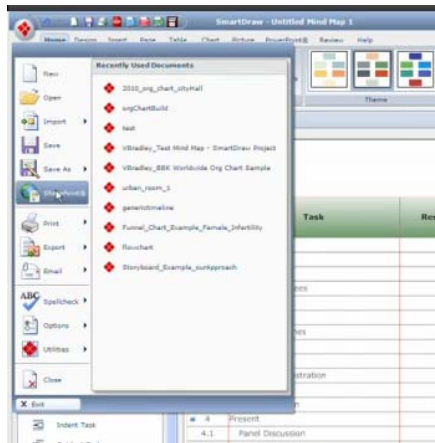 SmartDraw - Untitled Mind Map 1
Home Design Insert Page Table Chart Picture PowerPoint® Review Help
Theme
Recently Used Documents
New
Open
Import
Save
Save As
SharePoint®
Print
Export
Email
Spellcheck
Options
Utilities
Close
2010_org_chart_cityHall
orgChartBuild
test
VBradley_Test Mind Map - SmartDraw Project
VBradley_BBK Worldwide Org Chart Sample
urban_room_1
generictimeline
Funnel_Chart_Example_Female_Infertility
flowchart
Storyboard_Example_ourApproach
X Exit
Task
Indent Task
4 Present
4.1 Panel Discussion